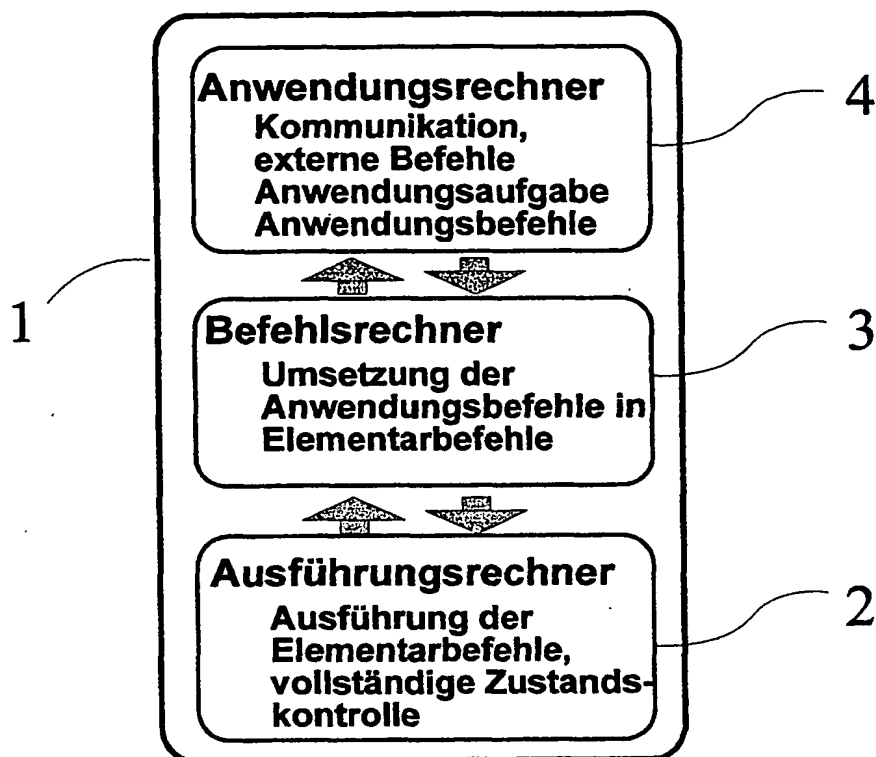 Anwendungsrechner
Kommunikation,
externe Befehle
Anwendungsaufgabe
Anwendungsbefehle
4
1
Befehlsrechner
Umsetzung der
Anwendungsbefehle in
Elementarbefehle
3
Ausführungsrechner
Ausführung der
Elementarbefehle,
vollständige Zustands-
kontrolle
2